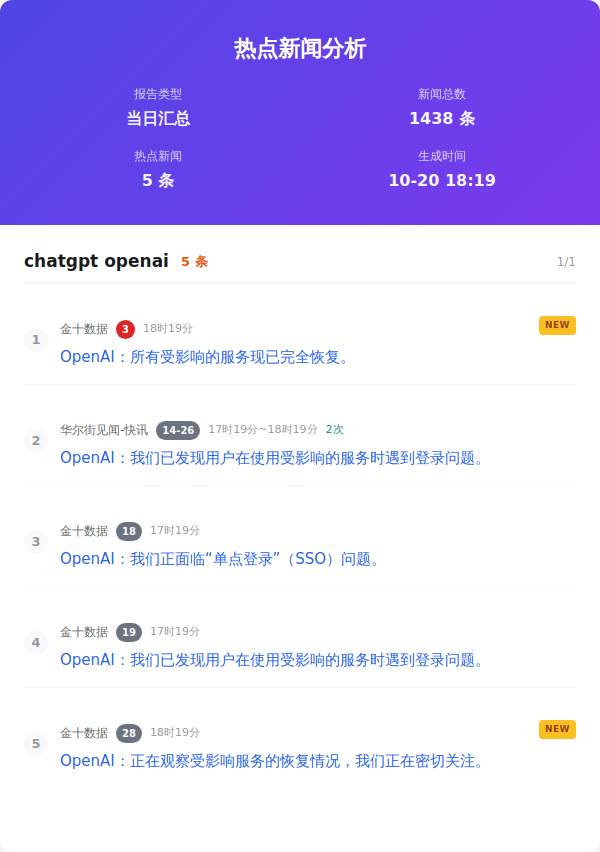 热点新闻分析
报告类型
新闻总数
当日汇总
1438 条
热点新闻
生成时间
5 条
10-20 18:19
chatgpt openai 5 条 1/1
1 金十数据 3 18时19分 NEW
OpenAI：所有受影响的服务现已完全恢复。
2 华尔街见闻-快讯 14-26 17时19分~18时19分 2次
OpenAI：我们已发现用户在使用受影响的服务时遇到登录问题。
3 金十数据 18 17时19分
OpenAI：我们正面临“单点登录”（SSO）问题。
4 金十数据 19 17时19分
OpenAI：我们已发现用户在使用受影响的服务时遇到登录问题。
5 金十数据 28 18时19分 NEW
OpenAI：正在观察受影响服务的恢复情况，我们正在密切关注。